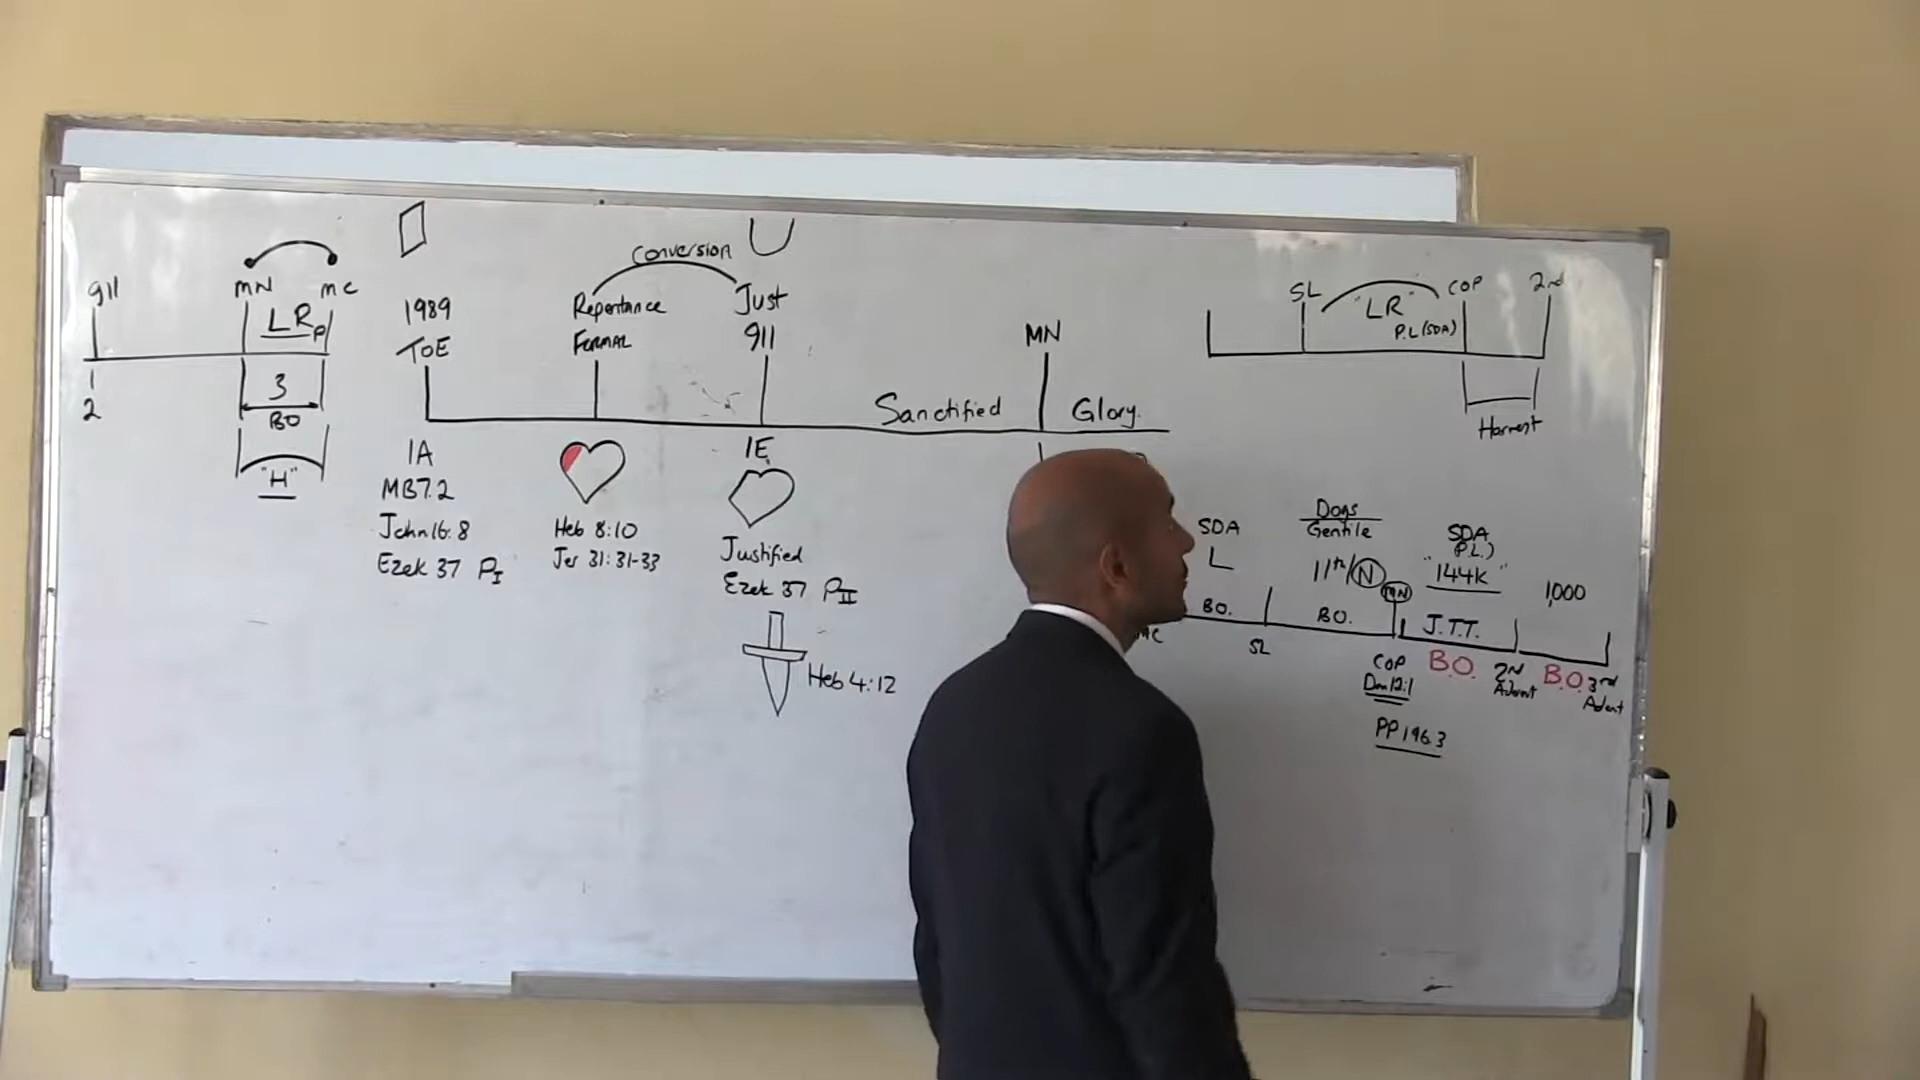 911
MN
MC
LRP
1
2
3
BO
"H"
1989
TOE
1A
MB7.2
John 16:8
Ezek 37 PI
Conversion
Repentance
Formal
Heb 8:10
Jer 31:31-33
Just
911
1E
Justified
Ezek 37 PII
Heb 4:12
Sanctified
MN
Glory.
SL
"LR"
P.L (SDA)
COP
2nd
Harvest
SDA
L
B.O.
SL
Dogs
Gentile
11th/N
MN
B.O.
COP
Dan 12:1
PP 196.3
SDA
P.L.)
"144K"
J.T.T.
B.O.
2nd
Advent
1,000
B.O.
3rd
Advent